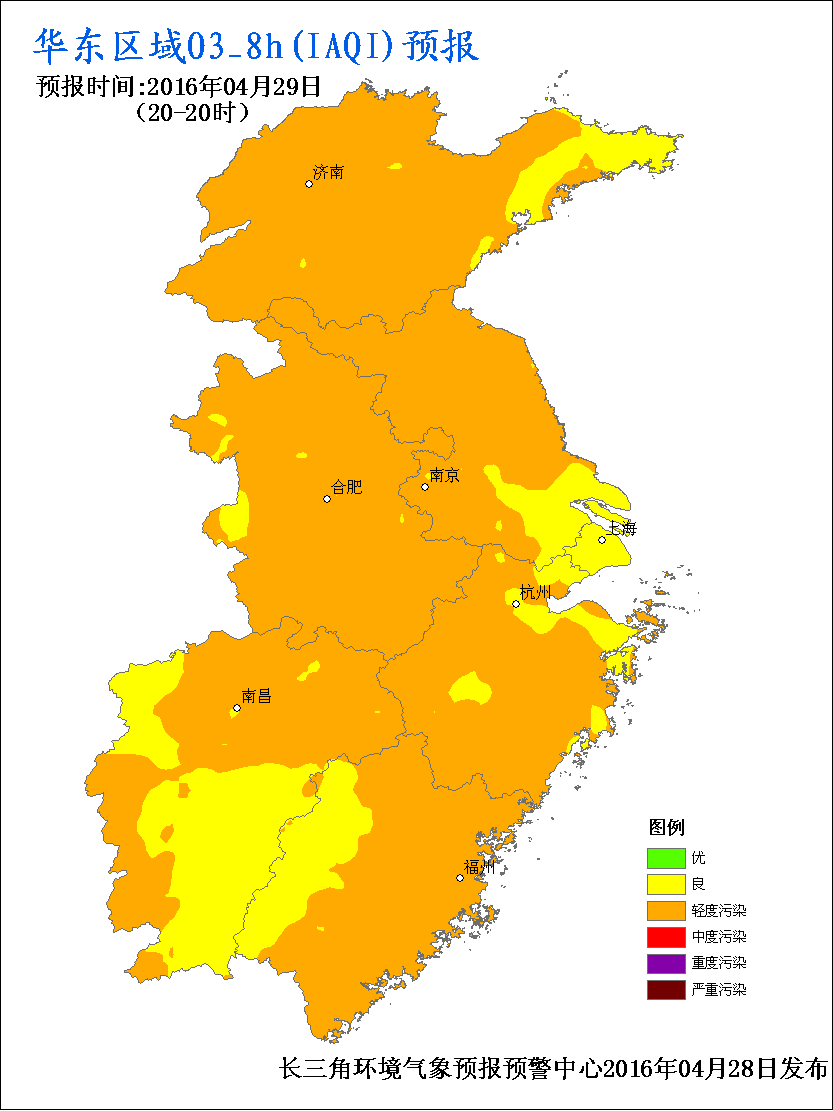 华东区域O3_8h(IAQI)预报
预报时间:2016年04月29日
（20-20时）
济南
南京
合肥
上海
杭州
南昌
福州
图例
优
良
轻度污染
中度污染
重度污染
严重污染
长三角环境气象预报预警中心2016年04月28日发布